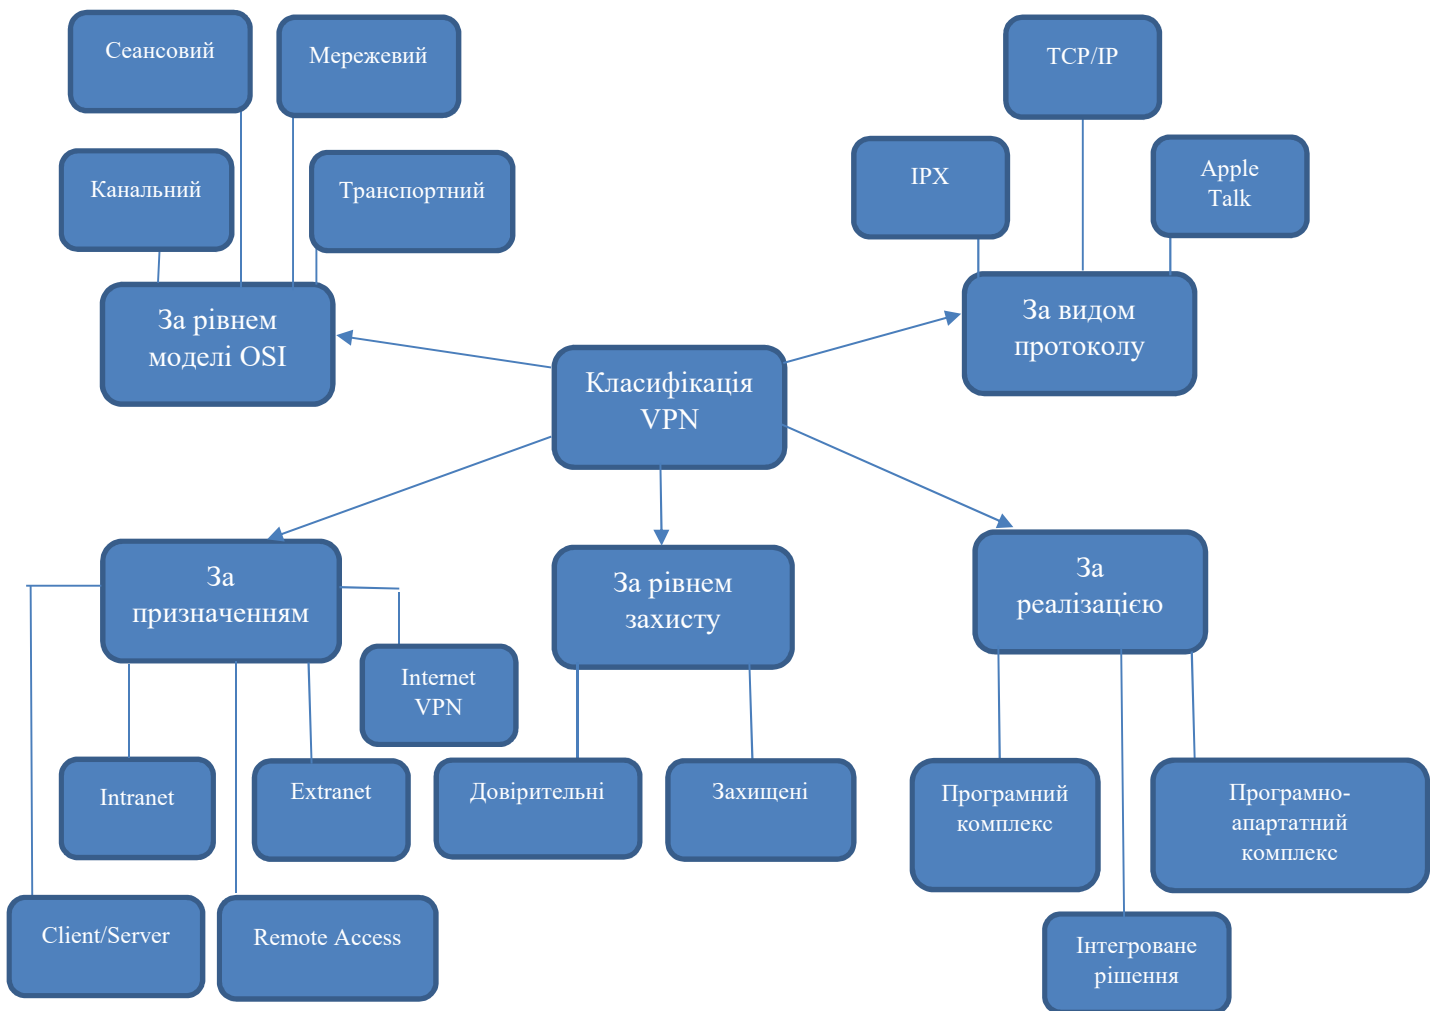 Сеансовий
Мережевий
TCP/IP
Канальний
Транспортний
IPX
Apple
Talk
За рівнем
моделі OSI
За видом
протоколу
Класифікація
VPN
За
призначенням
За рівнем
захисту
За
реалізацією
Internet
VPN
Intranet
Extranet
Довірительні
Захищені
Програмний
комплекс
Програмно-
апартатний
комплекс
Client/Server
Remote Access
Інтегроване
рішення